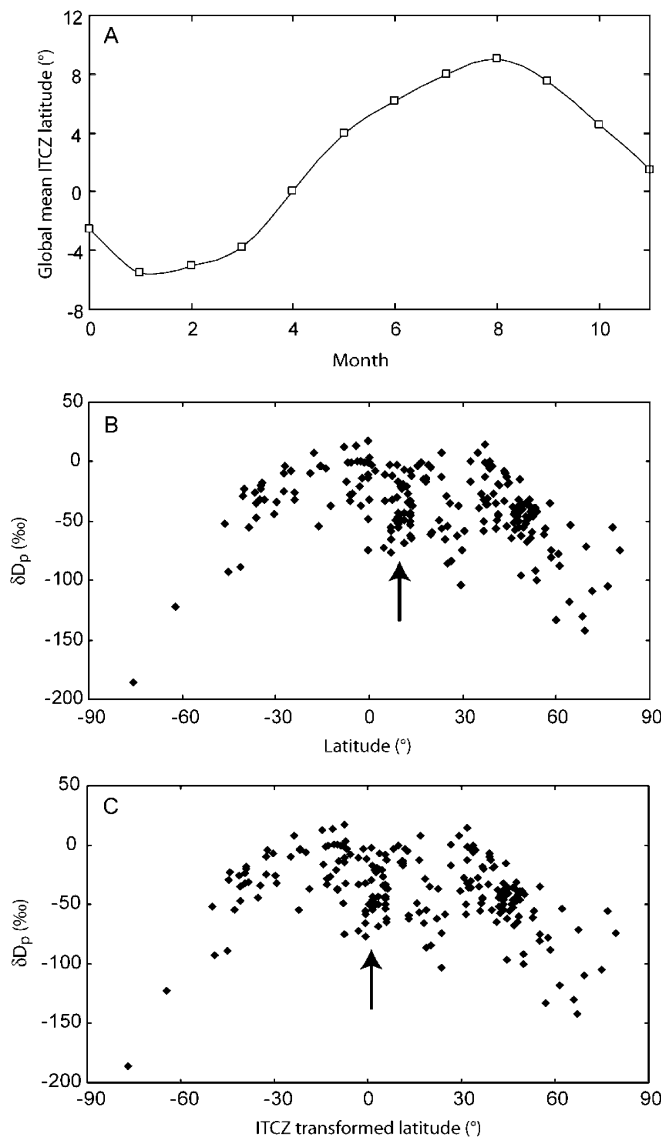 A
12
8
4
0
-4
-8
Global mean ITCZ latitude (°)
0 2 4 6 8 10
Month
B
50
0
-50
-100
-150
-200
δDp (‰)
-90 -60 -30 0 30 60 90
Latitude (°)
C
50
0
-50
-100
-150
-200
δDp (‰)
-90 -60 -30 0 30 60 90
ITCZ transformed latitude (°)